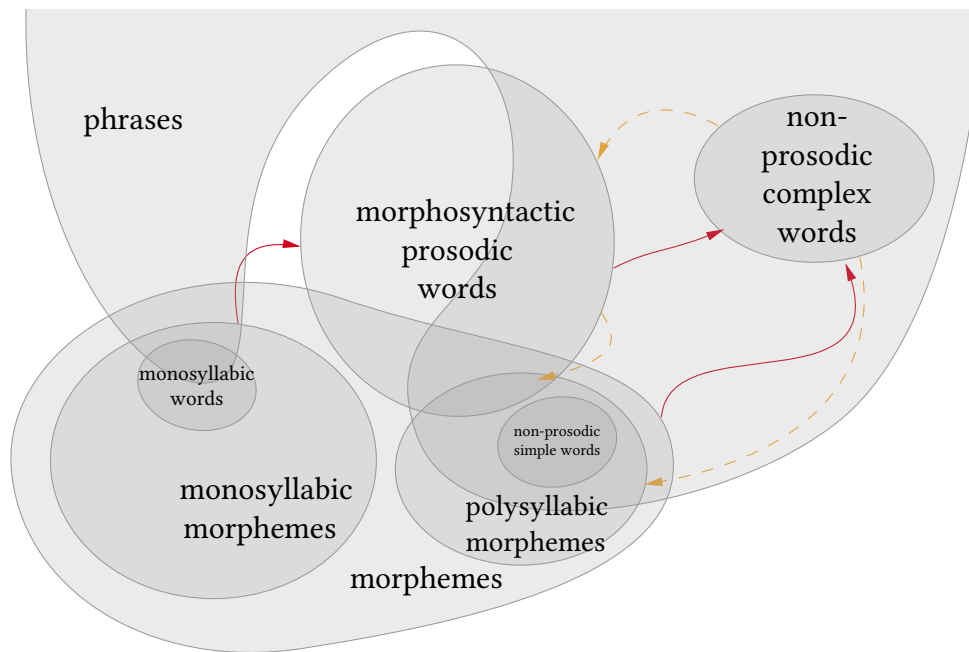 phrases
non-
prosodic
complex
words
morphosyntactic
prosodic
words
monosyllabic
words
non-prosodic
simple words
monosyllabic
morphemes
polysyllabic
morphemes
morphemes